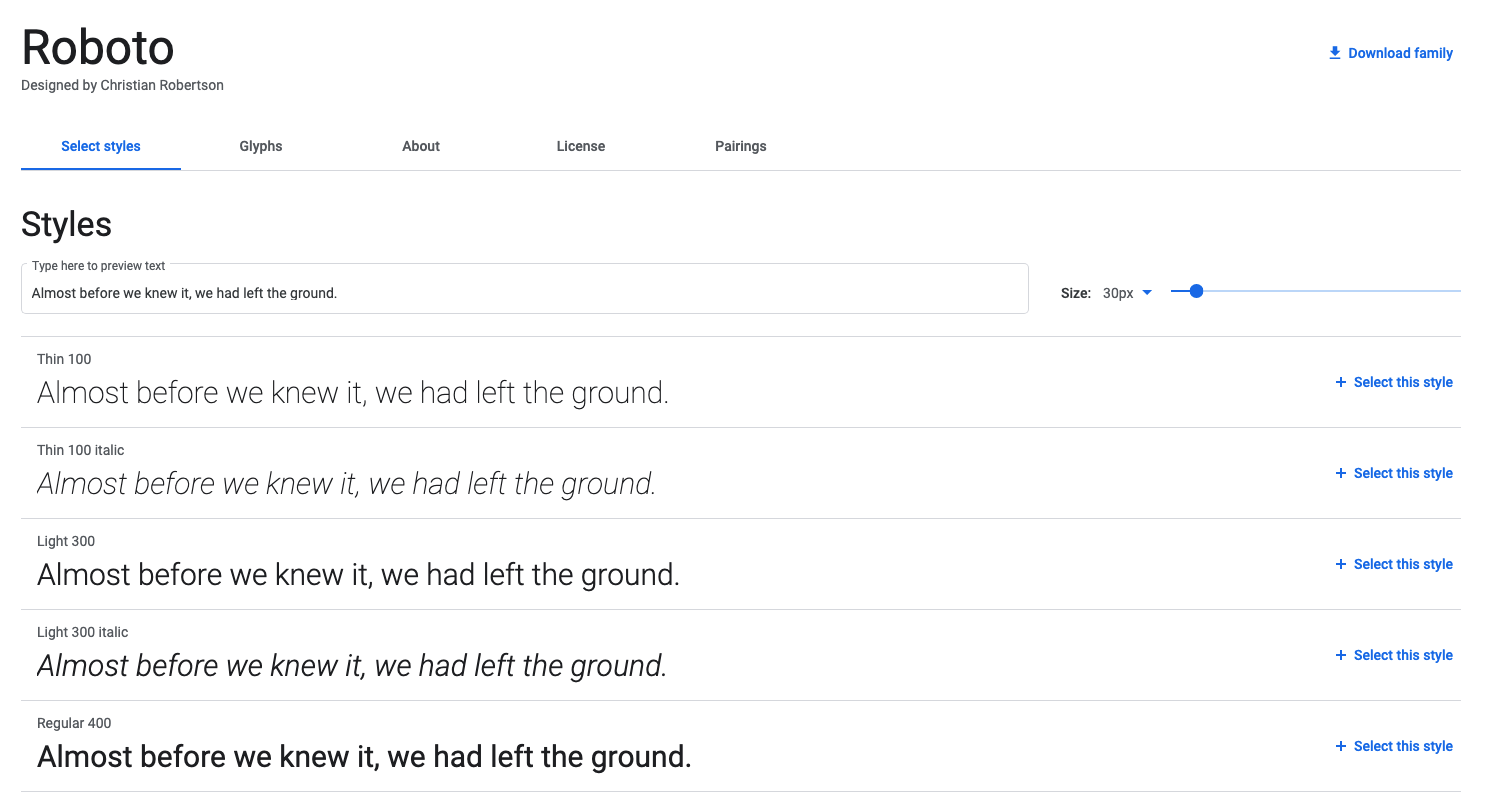 Roboto
Download family
Designed by Christian Robertson
Select styles Glyphs About License Pairings
Styles
Type here to preview text
Almost before we knew it, we had left the ground.
Size: 30px
Thin 100
Almost before we knew it, we had left the ground.
+ Select this style
Thin 100 italic
Almost before we knew it, we had left the ground.
+ Select this style
Light 300
Almost before we knew it, we had left the ground.
+ Select this style
Light 300 italic
Almost before we knew it, we had left the ground.
+ Select this style
Regular 400
Almost before we knew it, we had left the ground.
+ Select this style